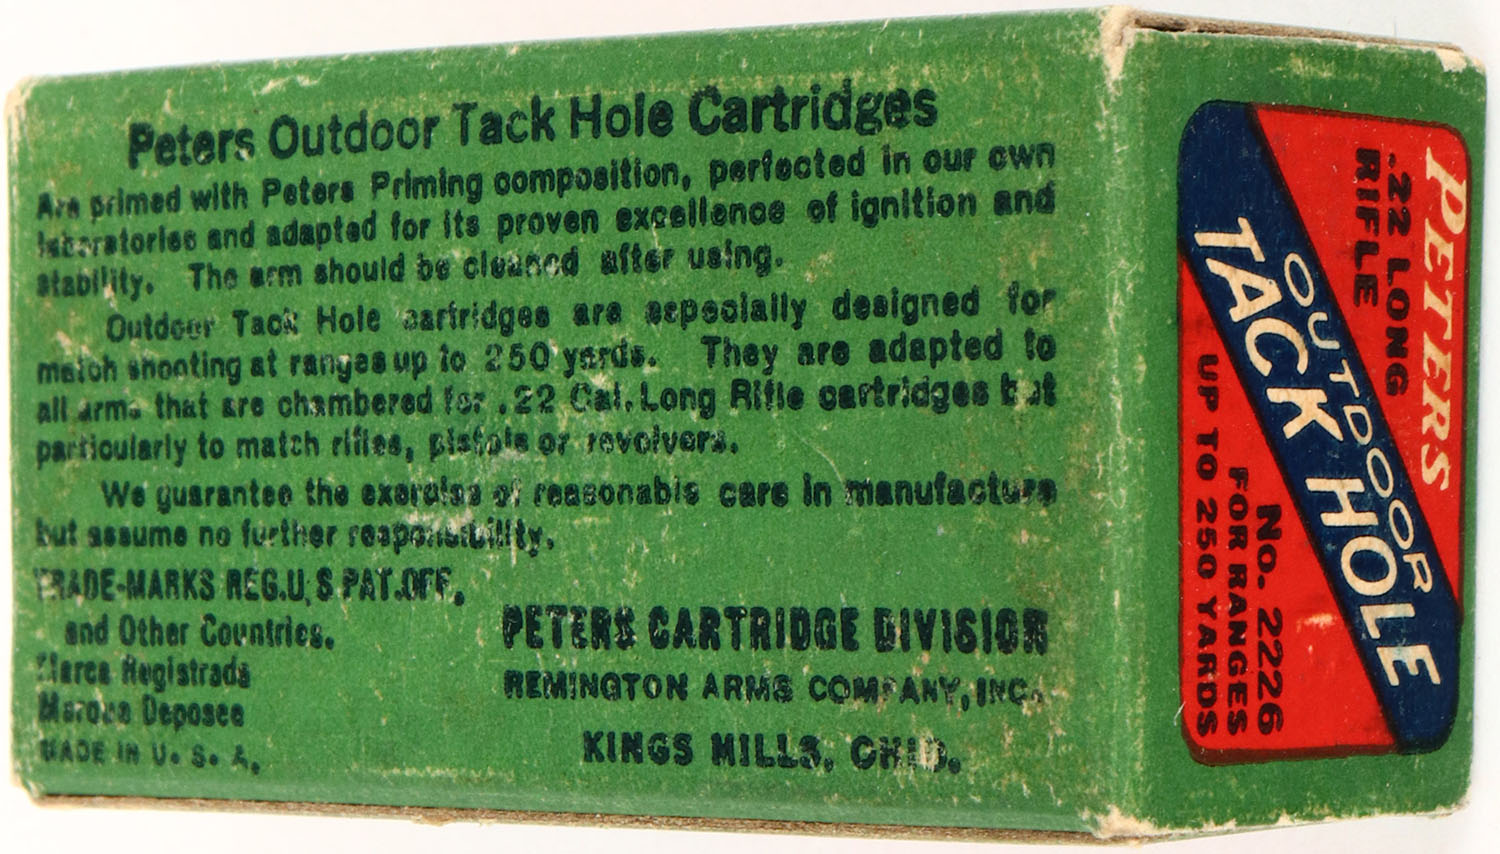 Peters Outdoor Tack Hole Cartridges
Are primed with Peters Priming composition, perfected in our own
laboratories and adapted for its proven excellence of ignition and
stability. The arm should be cleaned after using.
Outdoor Tack Hole cartridges are especially designed for
match shooting at ranges up to 250 yards. They are adapted to
all arms that are chambered for .22 Cal. Long Rifle cartridges but
particularly to match rifles, pistols or revolvers.
We guarantee the exercise of reasonable care in manufacture
but assume no further responsibility.
TRADE-MARKS REG.U.S PAT.OFF.
and Other Countries.
Marca Registrada
Marque Deposee
MADE IN U. S. A.
PETERS CARTRIDGE DIVISION
REMINGTON ARMS COMPANY, INC.
KINGS MILLS, OHIO.
PETERS
.22 LONG
RIFLE
OUTDOOR
TACK HOLE
No. 2226
FOR RANGES
UP TO 250 YARDS